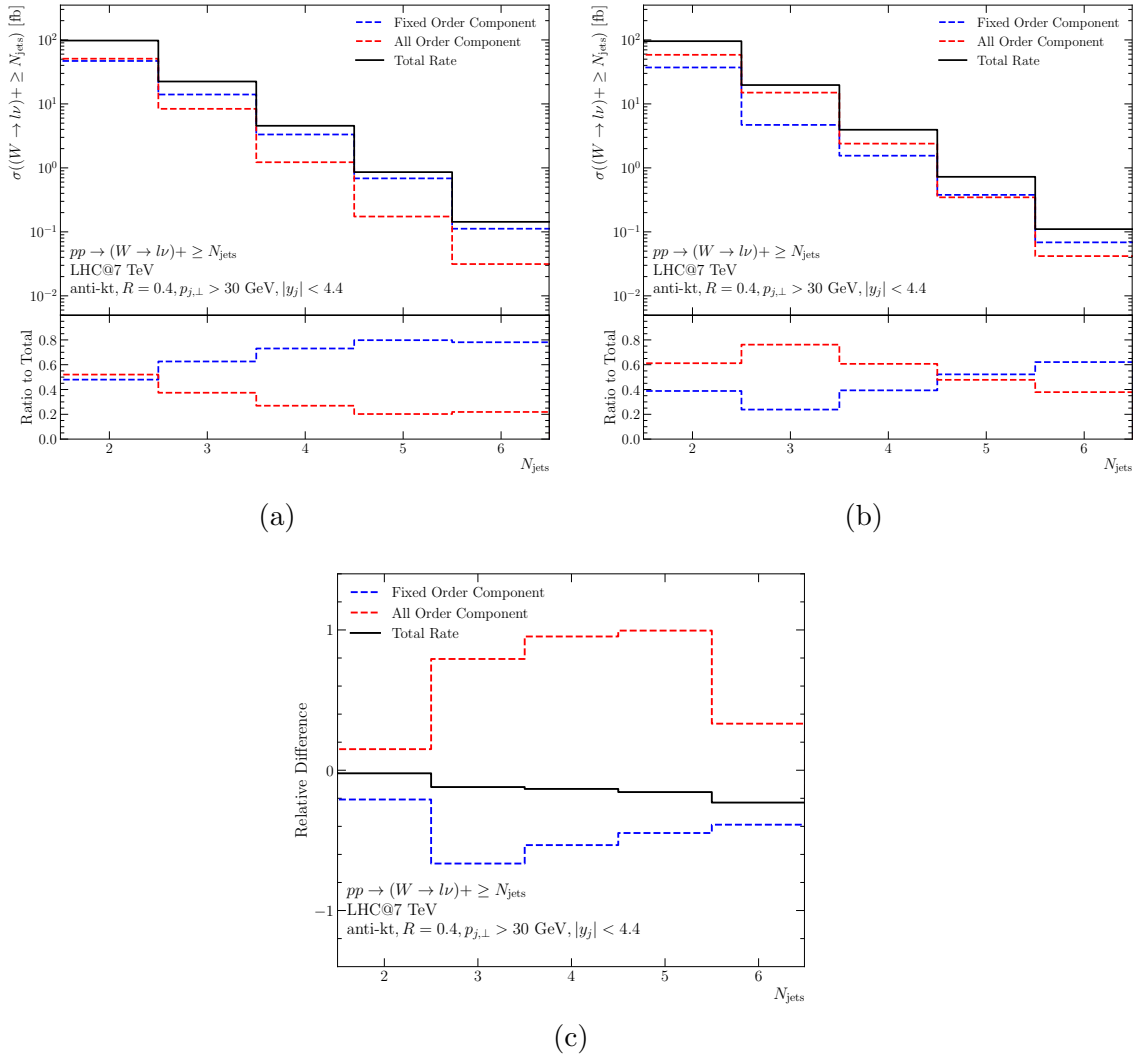 σ((W → lν)+ ≥ N_jets) [fb]
10^2
10^1
10^0
10^−1
10^−2
Fixed Order Component
All Order Component
Total Rate
pp → (W → lν)+ ≥ N_jets
LHC@7 TeV
anti-kt, R = 0.4, p_{j,⊥} > 30 GeV, |y_j| < 4.4
Ratio to Total
0.8
0.6
0.4
0.2
0.0
2 3 4 5 6
N_jets
(a)
σ((W → lν)+ ≥ N_jets) [fb]
10^2
10^1
10^0
10^−1
10^−2
Fixed Order Component
All Order Component
Total Rate
pp → (W → lν)+ ≥ N_jets
LHC@7 TeV
anti-kt, R = 0.4, p_{j,⊥} > 30 GeV, |y_j| < 4.4
Ratio to Total
0.8
0.6
0.4
0.2
0.0
2 3 4 5 6
N_jets
(b)
Relative Difference
1
0
−1
Fixed Order Component
All Order Component
Total Rate
pp → (W → lν)+ ≥ N_jets
LHC@7 TeV
anti-kt, R = 0.4, p_{j,⊥} > 30 GeV, |y_j| < 4.4
2 3 4 5 6
N_jets
(c)